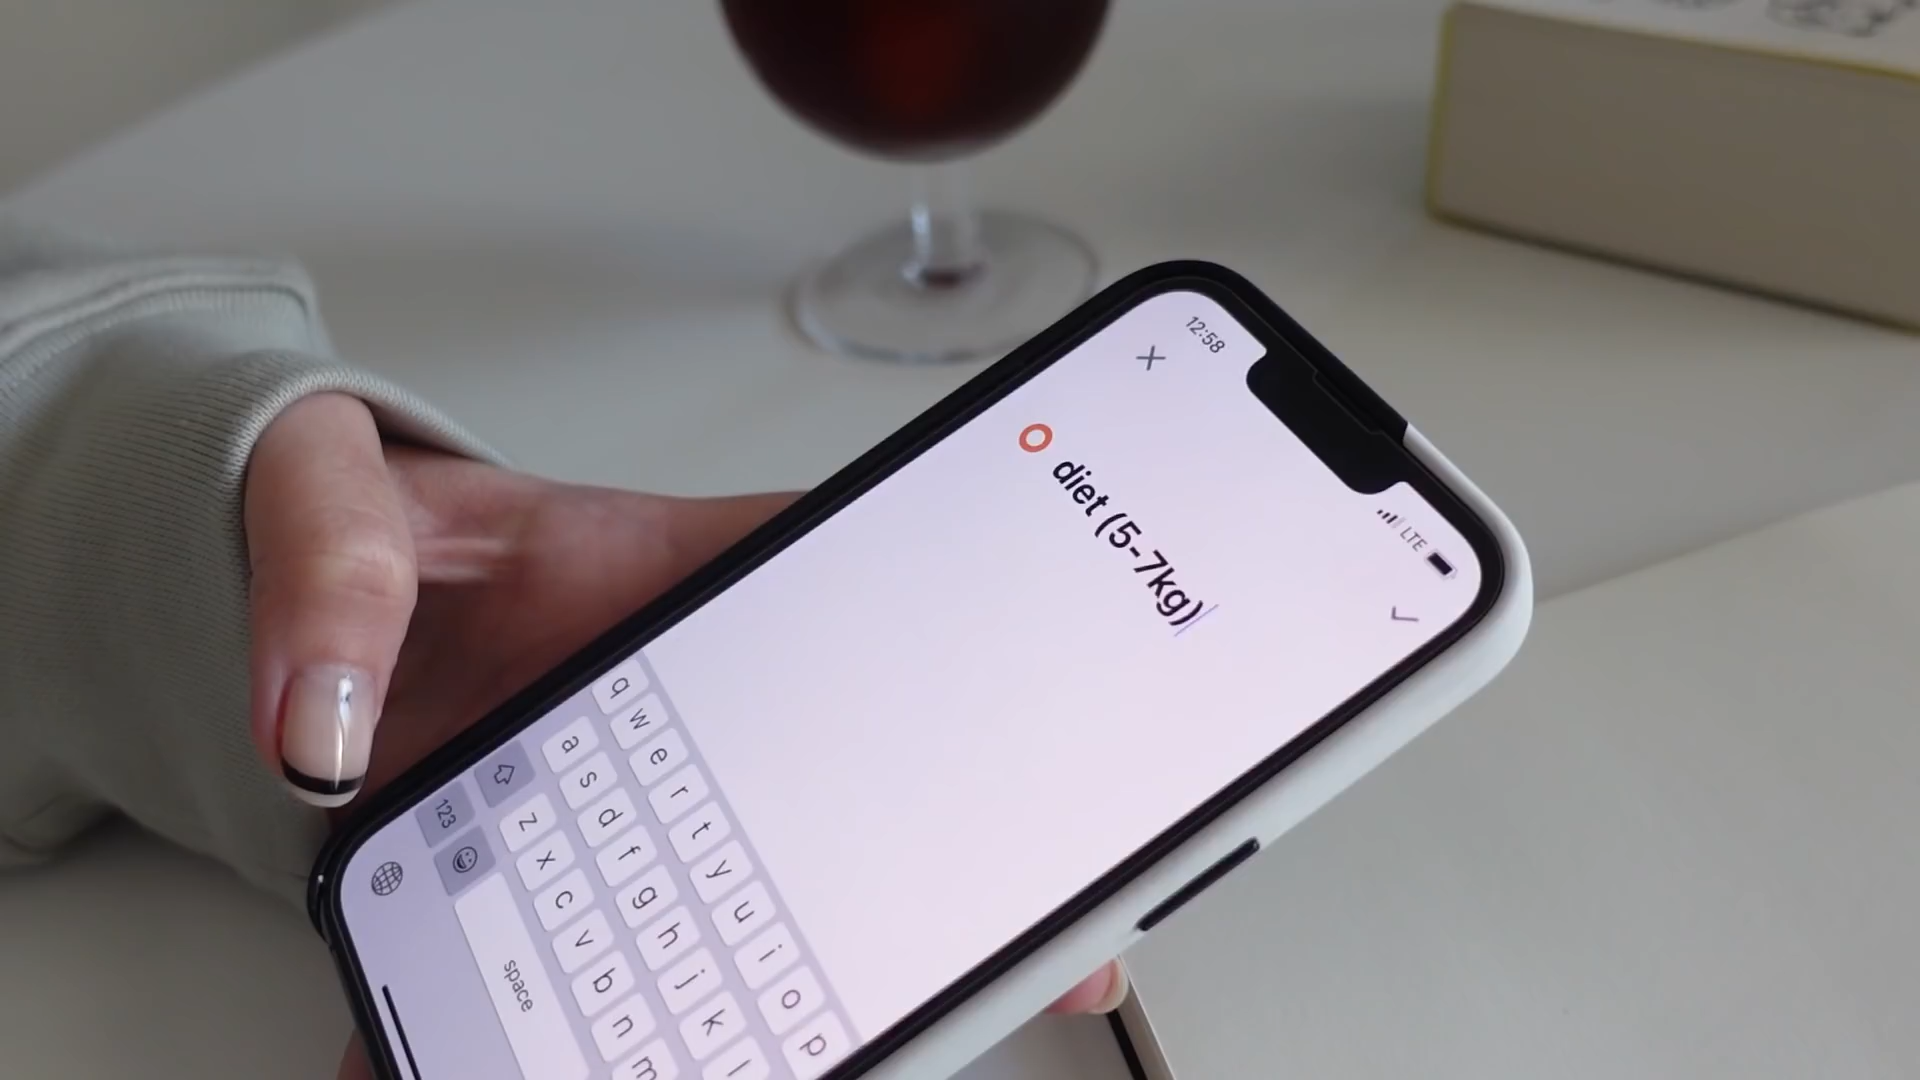 12:58
LTE
diet (5-7kg)
q w e r t y u i o p
a s d f g h j k l
z x c v b n m
123
space